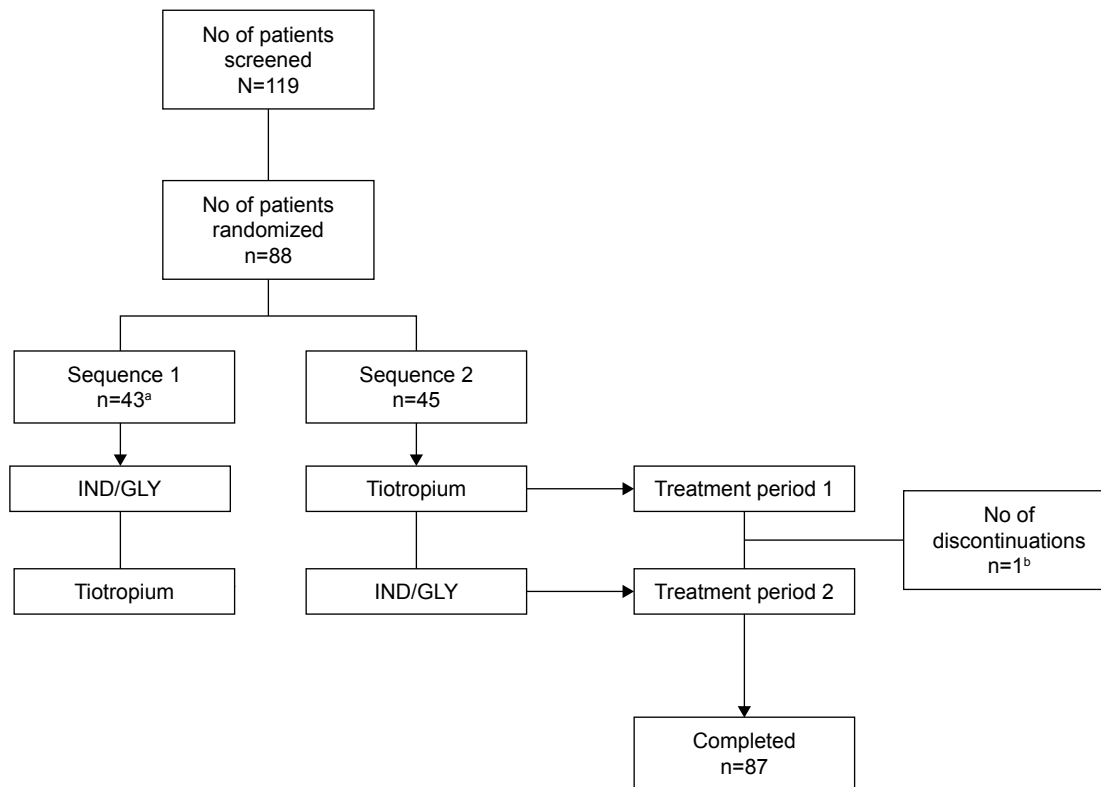 No of patients
screened
N=119
No of patients
randomized
n=88
Sequence 1
n=43ᵃ
Sequence 2
n=45
IND/GLY
Tiotropium
Treatment period 1
No of
discontinuations
n=1ᵇ
Tiotropium
IND/GLY
Treatment period 2
Completed
n=87